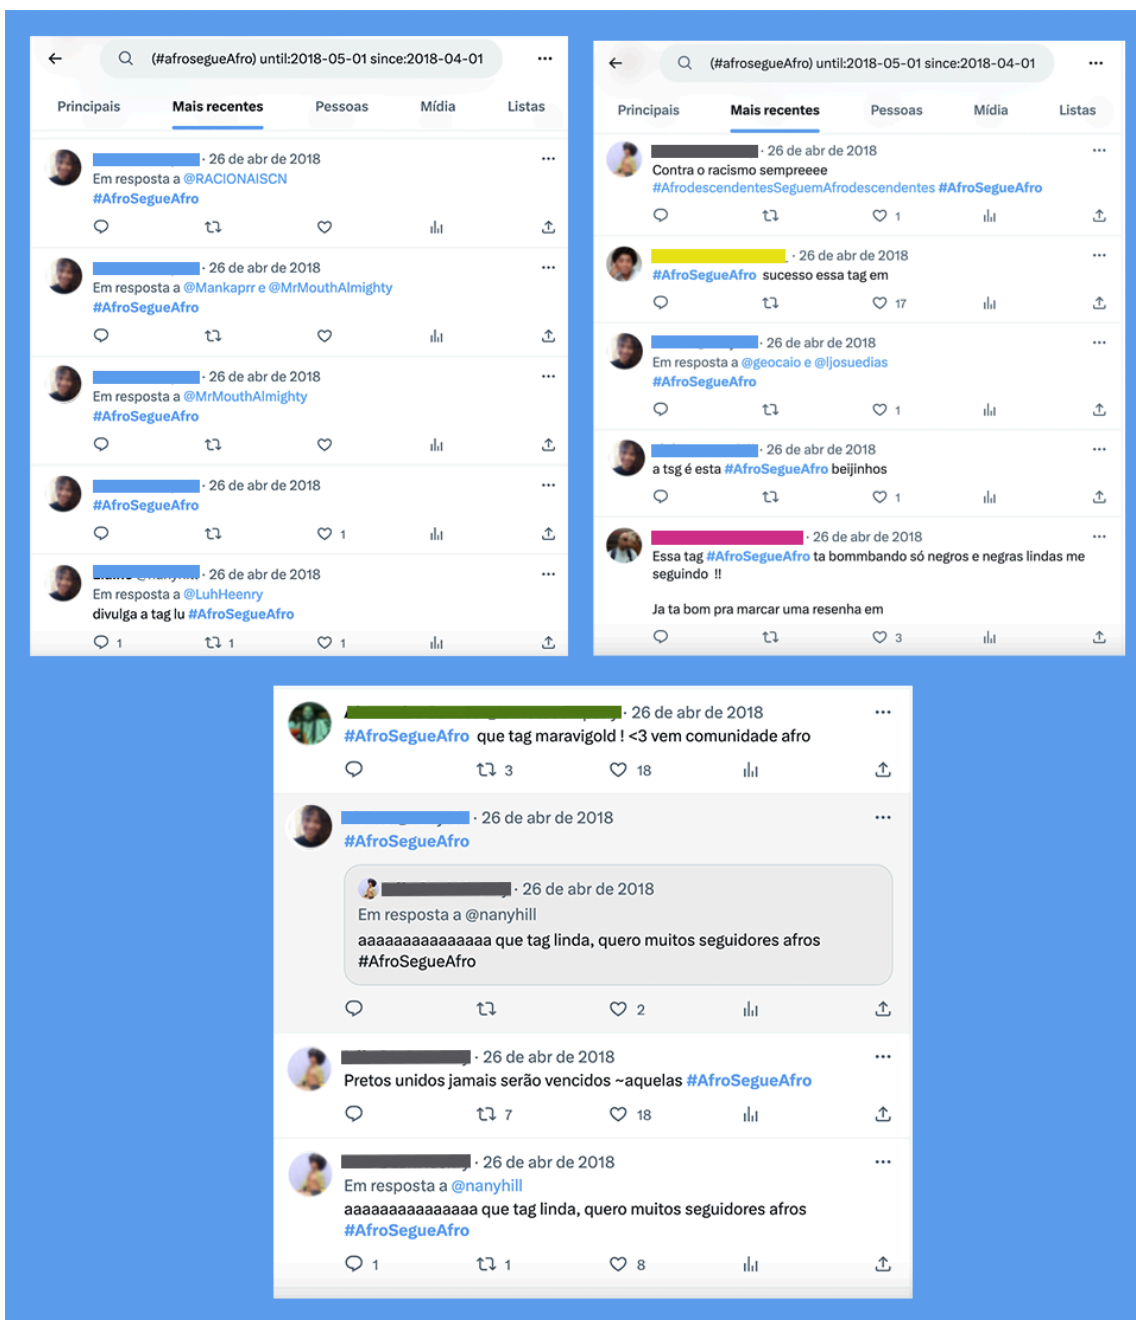 (#afrosegueAfro) until:2018-05-01 since:2018-04-01
Principais Mais recentes Pessoas Mídia Listas
· 26 de abr de 2018
Em resposta a @RACIONAISCN
#AfroSegueAfro
· 26 de abr de 2018
Em resposta a @Mankaprr e @MrMouthAlmighty
#AfroSegueAfro
· 26 de abr de 2018
Em resposta a @MrMouthAlmighty
#AfroSegueAfro
· 26 de abr de 2018
#AfroSegueAfro
1
· 26 de abr de 2018
Em resposta a @LuhHeenry
divulga a tag lu #AfroSegueAfro
1 1 1
(#afrosegueAfro) until:2018-05-01 since:2018-04-01
Principais Mais recentes Pessoas Mídia Listas
· 26 de abr de 2018
Contra o racismo sempreeee
#AfrodescendentesSeguemAfrodescendentes #AfroSegueAfro
1
· 26 de abr de 2018
#AfroSegueAfro sucesso essa tag em
17
· 26 de abr de 2018
Em resposta a @geocaio e @ljosuedias
#AfroSegueAfro
1
· 26 de abr de 2018
a tsg é esta #AfroSegueAfro beijinhos
1
· 26 de abr de 2018
Essa tag #AfroSegueAfro ta bommbando só negros e negras lindas me
seguindo !!
Ja ta bom pra marcar uma resenha em
3
· 26 de abr de 2018
#AfroSegueAfro que tag maravigold ! <3 vem comunidade afro
3 18
· 26 de abr de 2018
#AfroSegueAfro
· 26 de abr de 2018
Em resposta a @nanyhill
aaaaaaaaaaaaaaa que tag linda, quero muitos seguidores afros
#AfroSegueAfro
2
· 26 de abr de 2018
Pretos unidos jamais serão vencidos ~aquelas #AfroSegueAfro
7 18
· 26 de abr de 2018
Em resposta a @nanyhill
aaaaaaaaaaaaaaa que tag linda, quero muitos seguidores afros
#AfroSegueAfro
1 1 8